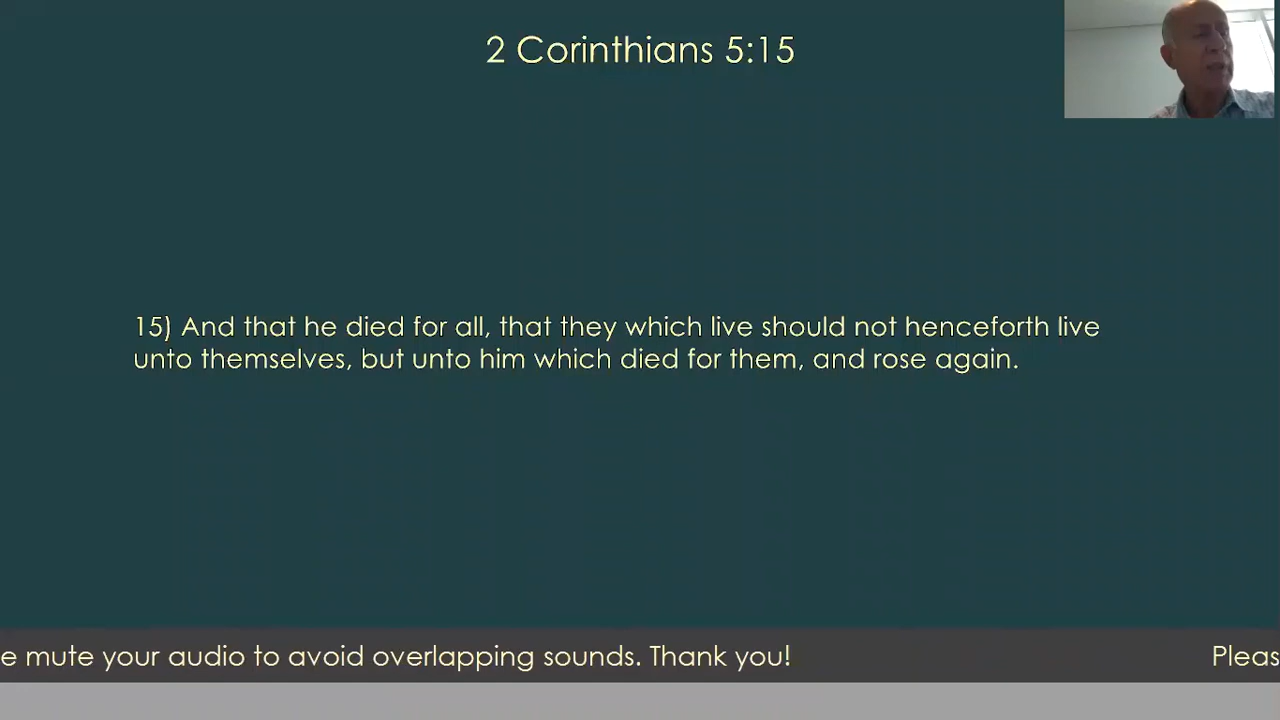 2 Corinthians 5:15
15) And that he died for all, that they which live should not henceforth live
unto themselves, but unto him which died for them, and rose again.
e mute your audio to avoid overlapping sounds. Thank you! Pleas